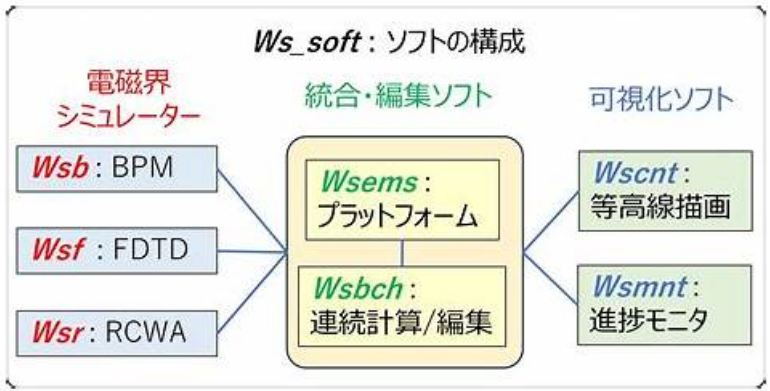 Ws_soft：ソフトの構成
電磁界
シミュレーター
Wsb：BPM
Wsf：FDTD
Wsr：RCWA
統合・編集ソフト
Wsems：
プラットフォーム
Wsbch：
連続計算/編集
可視化ソフト
Wscnt：
等高線描画
Wsmnt：
進捗モニタ